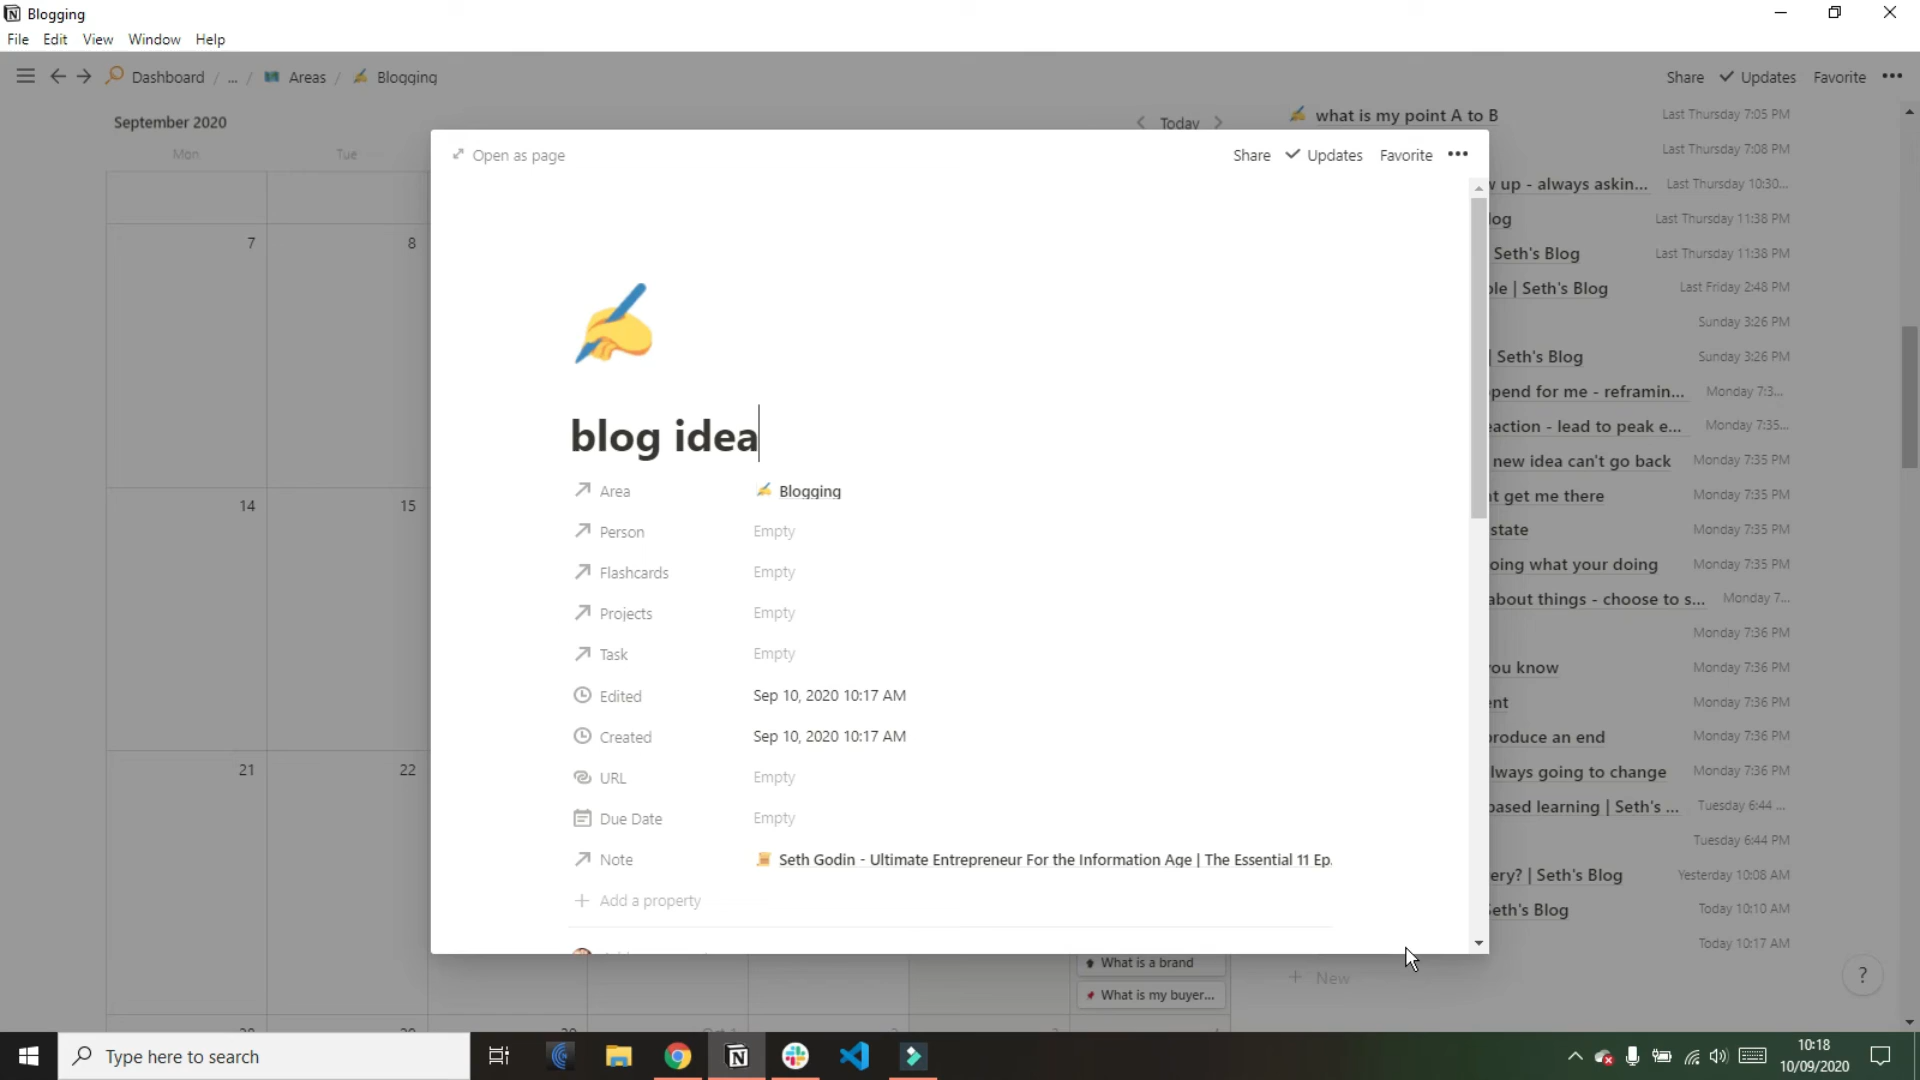 Blogging
File Edit View Window Help
Dashboard / ... / Areas / Blogging
Share Updates Favorite
September 2020
Today
Mon
Tue
7
8
14
15
21
22
Open as page
Share Updates Favorite
blog idea
Area Blogging
Person Empty
Flashcards Empty
Projects Empty
Task Empty
Edited Sep 10, 2020 10:17 AM
Created Sep 10, 2020 10:17 AM
URL Empty
Due Date Empty
Note Seth Godin - Ultimate Entrepreneur For the Information Age | The Essential 11 Ep.
Add a property
what is my point A to B Last Thursday 7:05 PM
Last Thursday 7:08 PM
up - always askin... Last Thursday 10:30...
log Last Thursday 11:38 PM
Seth's Blog Last Thursday 11:38 PM
ple | Seth's Blog Last Friday 2:48 PM
Sunday 3:26 PM
| Seth's Blog Sunday 3:26 PM
pend for me - reframin... Monday 7:3...
eaction - lead to peak e... Monday 7:35...
new idea can't go back Monday 7:35 PM
t get me there Monday 7:35 PM
state Monday 7:35 PM
oing what your doing Monday 7:35 PM
about things - choose to s... Monday 7...
Monday 7:36 PM
you know Monday 7:36 PM
ent Monday 7:36 PM
produce an end Monday 7:36 PM
lways going to change Monday 7:36 PM
based learning | Seth's ... Tuesday 6:44 ...
Tuesday 6:44 PM
ery? | Seth's Blog Yesterday 10:08 AM
Seth's Blog Today 10:10 AM
Today 10:17 AM
New
What is a brand
What is my buyer...
?
Type here to search
10:18
10/09/2020